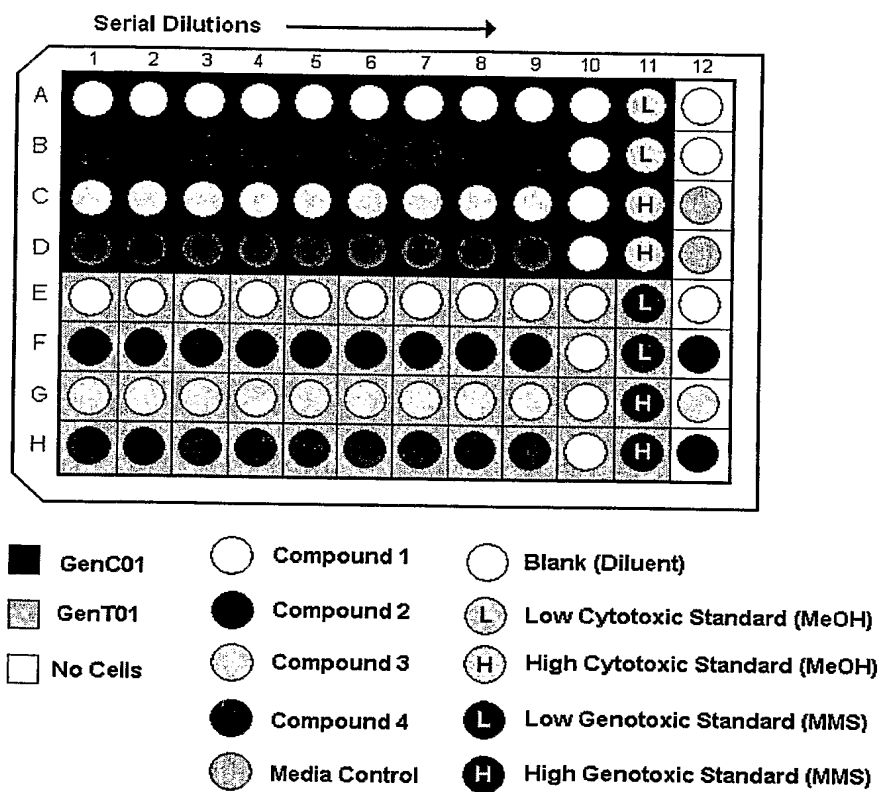 Serial Dilutions
1 2 3 4 5 6 7 8 9 10 11 12
A L
B L
C H
D H
E L
F L
G H
H H
GenC01 Compound 1 Blank (Diluent)
GenT01 Compound 2 L Low Cytotoxic Standard (MeOH)
No Cells Compound 3 H High Cytotoxic Standard (MeOH)
Compound 4 L Low Genotoxic Standard (MMS)
Media Control H High Genotoxic Standard (MMS)